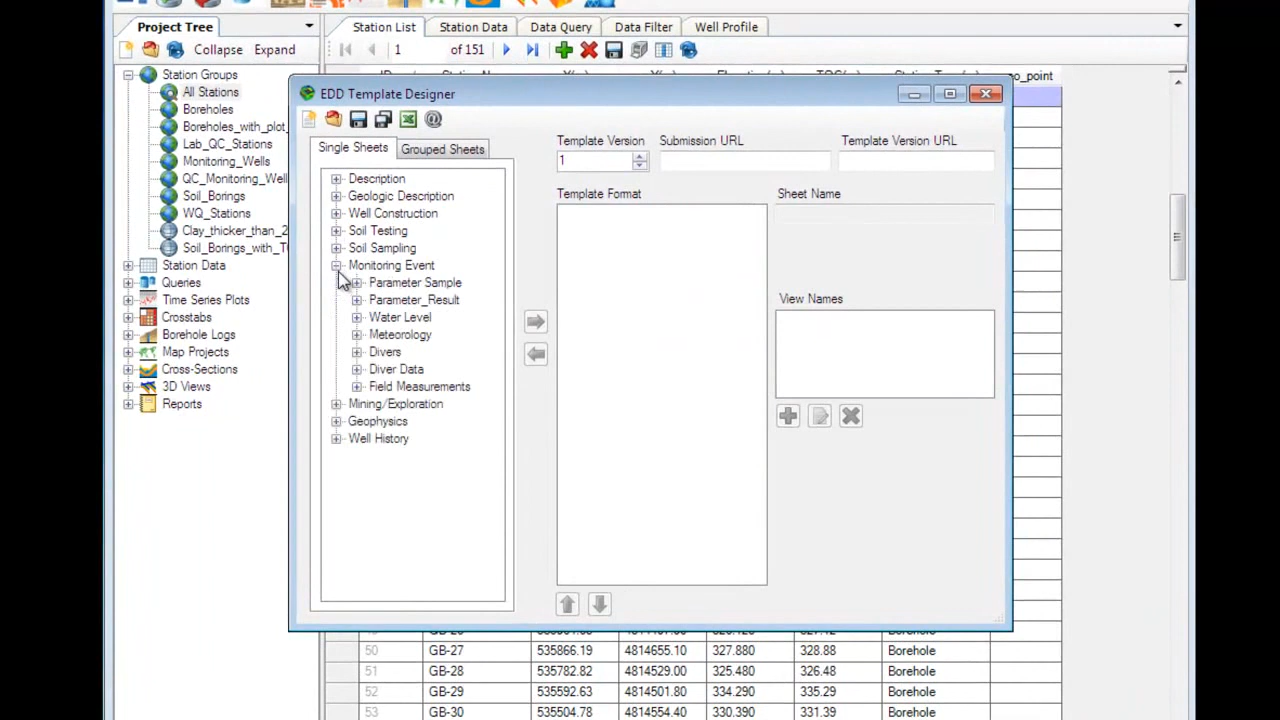 Project Tree
Station List
Station Data
Data Query
Data Filter
Well Profile
Collapse
Expand
1
of 151
Station Groups
All Stations
Boreholes
Boreholes_with_plot_
Lab_QC_Stations
Monitoring_Wells
QC_Monitoring_Well
Soil_Borings
WQ_Stations
Clay_thicker_than_2
Soil_Borings_with_T
Station Data
Queries
Time Series Plots
Crosstabs
Borehole Logs
Map Projects
Cross-Sections
3D Views
Reports
no_point
EDD Template Designer
Single Sheets
Grouped Sheets
Description
Geologic Description
Well Construction
Soil Testing
Soil Sampling
Monitoring Event
Parameter Sample
Parameter_Result
Water Level
Meteorology
Divers
Diver Data
Field Measurements
Mining/Exploration
Geophysics
Well History
Template Version
Submission URL
Template Version URL
1
Template Format
Sheet Name
View Names
50 GB-27 535866.19 4814655.10 327.880 328.88 Borehole
51 GB-28 535782.82 4814529.00 325.480 326.48 Borehole
52 GB-29 535592.63 4814501.80 334.290 335.29 Borehole
53 GB-30 535504.78 4814554.40 330.390 331.39 Borehole